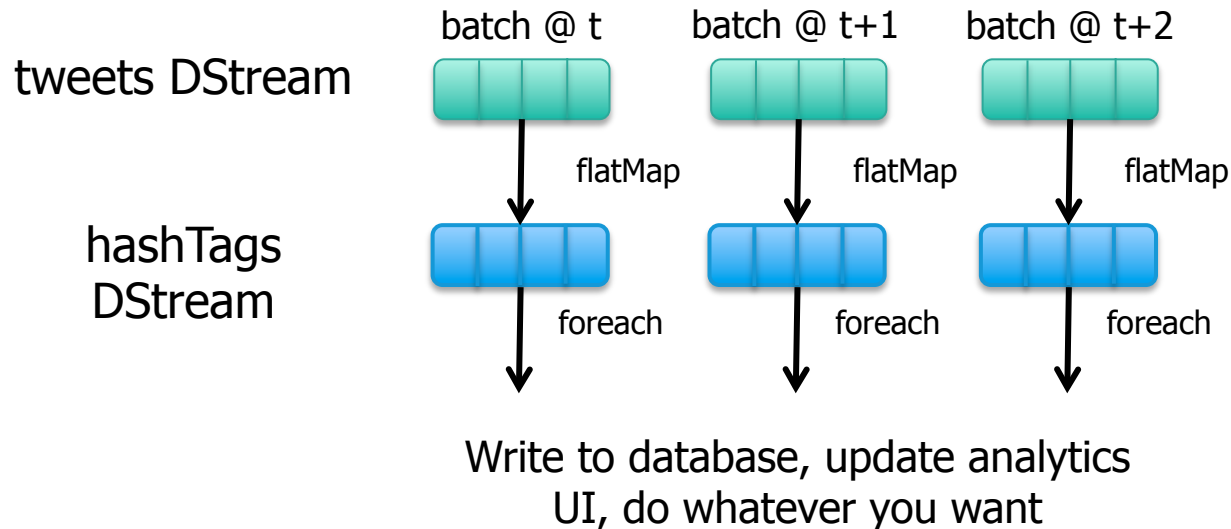 batch @ t
batch @ t+1
batch @ t+2
tweets DStream
flatMap
flatMap
flatMap
hashTags
DStream
foreach
foreach
foreach
Write to database, update analytics
UI, do whatever you want